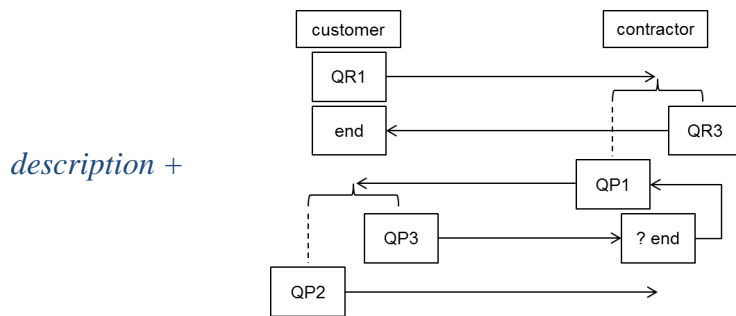 customer contractor
QR1
end QR3
description +
QP1
QP3 ? end
QP2